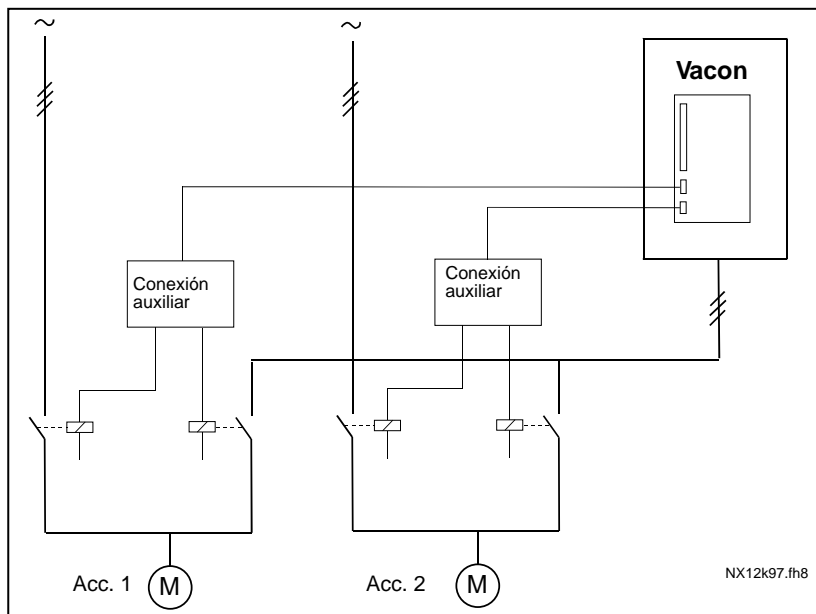 ~
~
Vacon
Conexión
auxiliar
Conexión
auxiliar
Acc. 1
M
Acc. 2
M
NX12k97.fh8